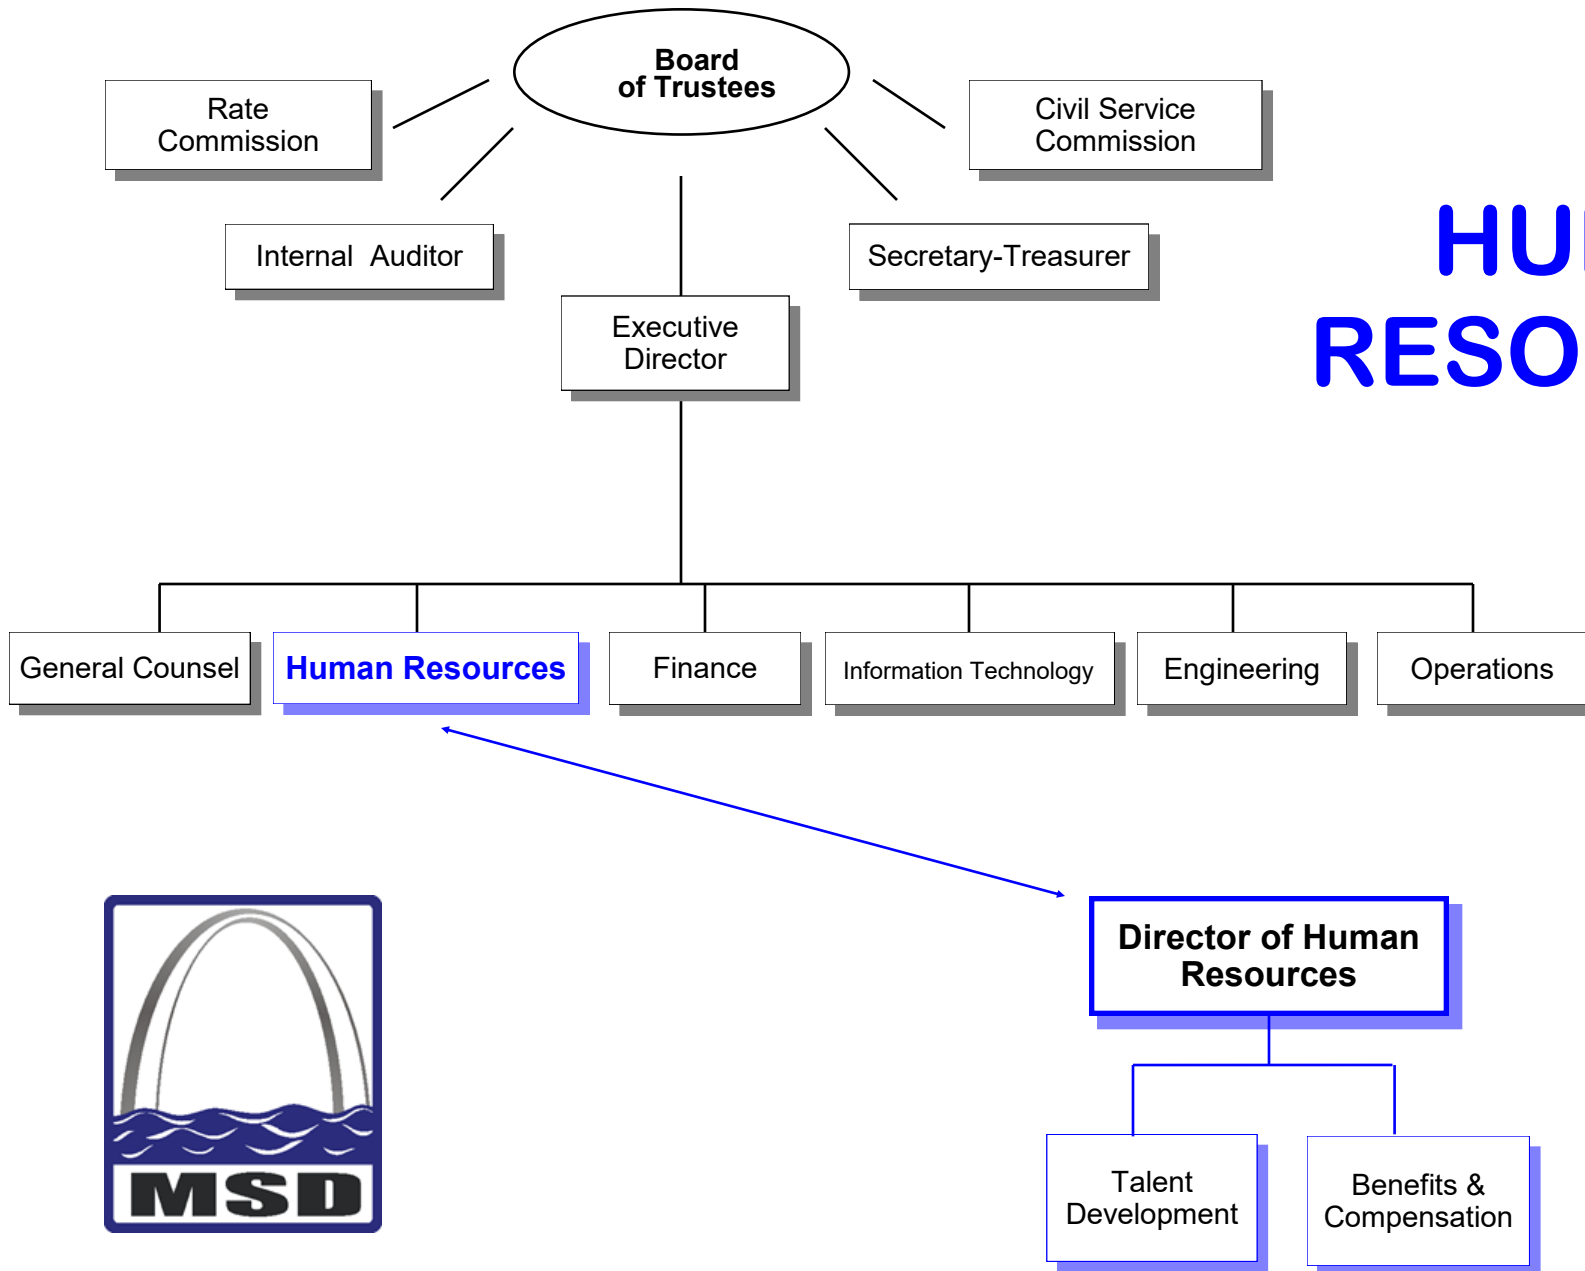 Board
of Trustees
Rate
Commission
Civil Service
Commission
Internal Auditor
Secretary-Treasurer
HU
RESO
Executive
Director
General Counsel
Human Resources
Finance
Information Technology
Engineering
Operations
Director of Human
Resources
MSD
Talent
Development
Benefits &
Compensation